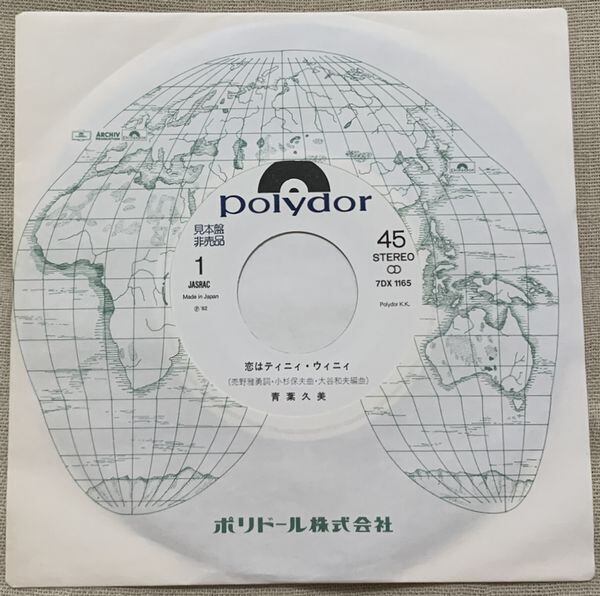 ARCHIV
PRODUKTION
polydor
見本盤
非売品
45
STEREO
1
JASRAC
7DX 1165
Made in Japan
Polydor K.K.
℗'82
恋はティニィ・ウィニィ
(売野雅勇詞・小杉保夫曲・大谷和夫編曲)
青葉久美
ポリドール株式会社